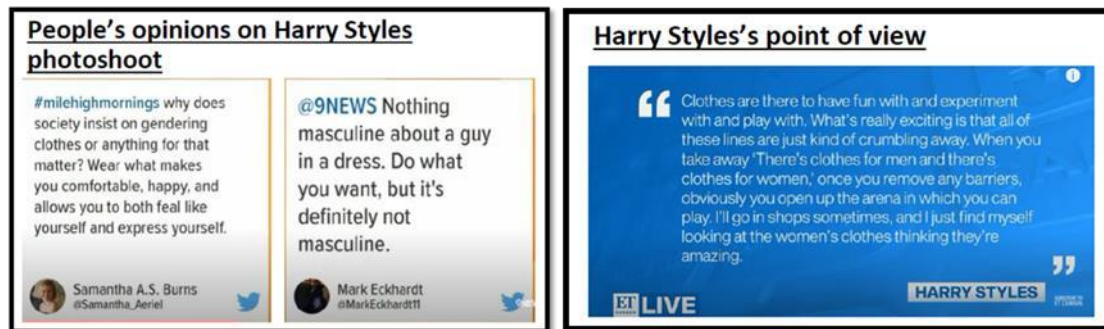 People's opinions on Harry Styles
photoshoot
#milehighmornings why does
society insist on gendering
clothes or anything for that
matter? Wear what makes
you comfortable, happy, and
allows you to both feal like
yourself and express yourself.
Samantha A.S. Burns
@Samantha_Aeriel
@9NEWS Nothing
masculine about a guy
in a dress. Do what
you want, but it's
definitely not
masculine.
Mark Eckhardt
@MarkEckhardt11
Harry Styles's point of view
“ Clothes are there to have fun with and experiment
with and play with. What's really exciting is that all of
these lines are just kind of crumbling away. When you
take away 'There's clothes for men and there's
clothes for women,' once you remove any barriers,
obviously you open up the arena in which you can
play. I'll go in shops sometimes, and I just find myself
looking at the women's clothes thinking they're
amazing. ”
HARRY STYLES
ET LIVE